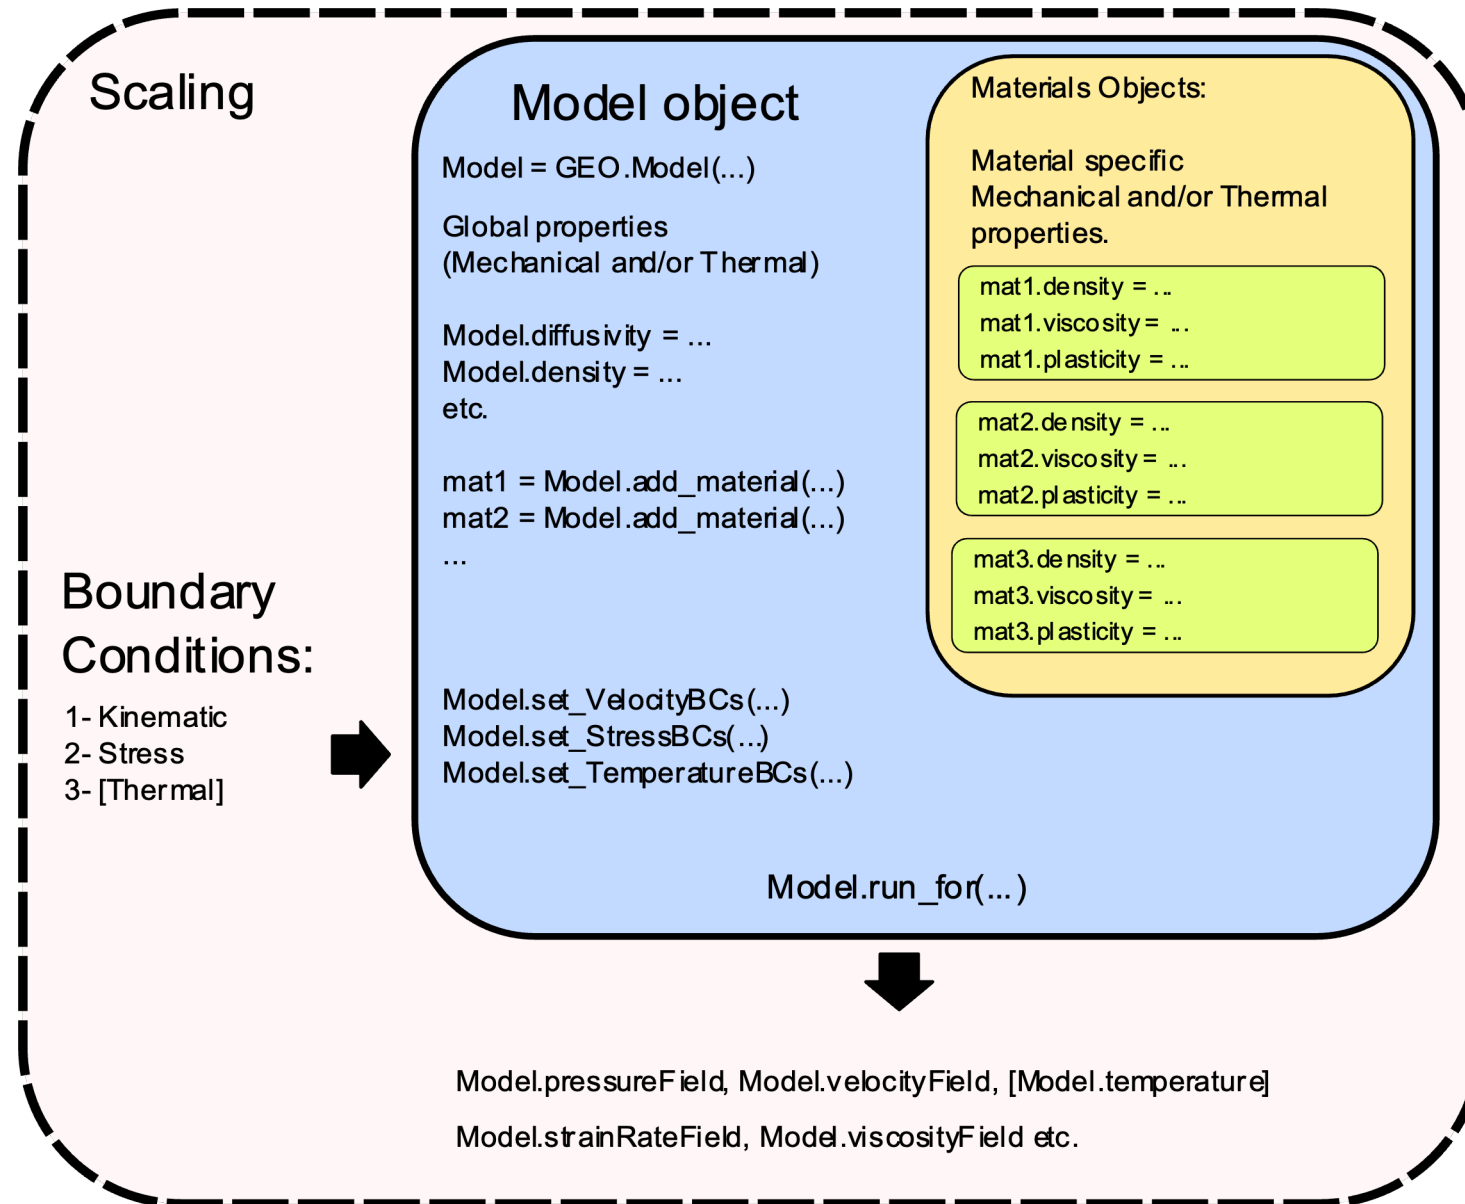 Scaling
Model object
Model = GEO.Model(...)
Global properties
(Mechanical and/or Thermal)
Model.diffusivity = ...
Model.density = ...
etc.
mat1 = Model.add_material(...)
mat2 = Model.add_material(...)
...
Model.set_VelocityBCs(...)
Model.set_StressBCs(...)
Model.set_TemperatureBCs(...)
Model.run_for(...)
Materials Objects:
Material specific
Mechanical and/or Thermal
properties.
mat1.density = ...
mat1.viscosity = ...
mat1.plasticity = ...
mat2.density = ...
mat2.viscosity = ...
mat2.plasticity = ...
mat3.density = ...
mat3.viscosity = ...
mat3.plasticity = ...
Boundary
Conditions:
1- Kinematic
2- Stress
3- [Thermal]
Model.pressureField, Model.velocityField, [Model.temperature]
Model.strainRateField, Model.viscosityField etc.